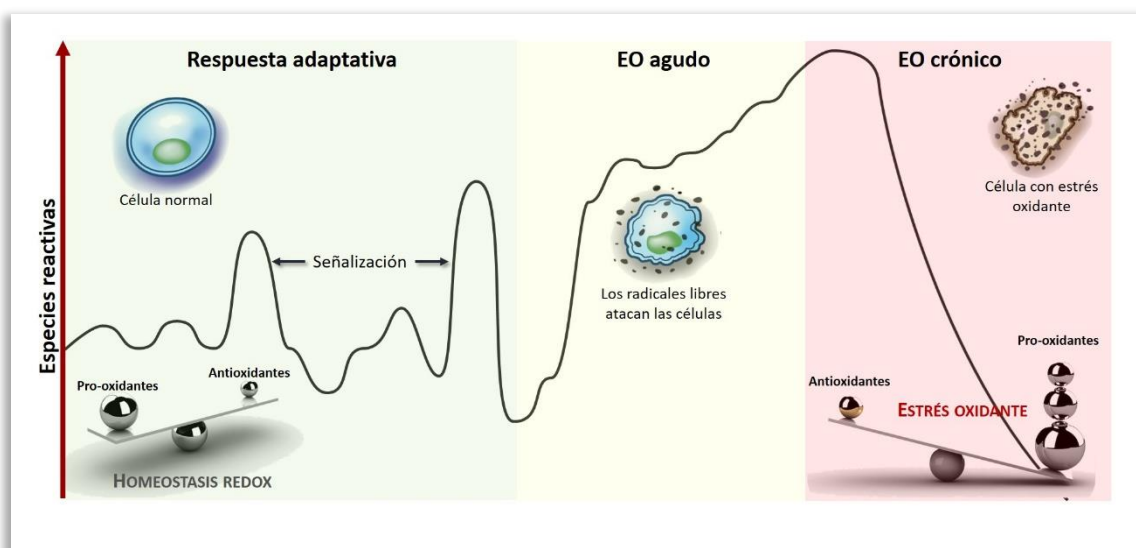 Respuesta adaptativa
EO agudo
EO crónico
Especies reactivas
Célula normal
Señalización
Los radicales libres
atacan las células
Célula con estrés
oxidante
Pro-oxidantes
Antioxidantes
HOMEOSTASIS REDOX
Antioxidantes
Pro-oxidantes
ESTRÉS OXIDANTE